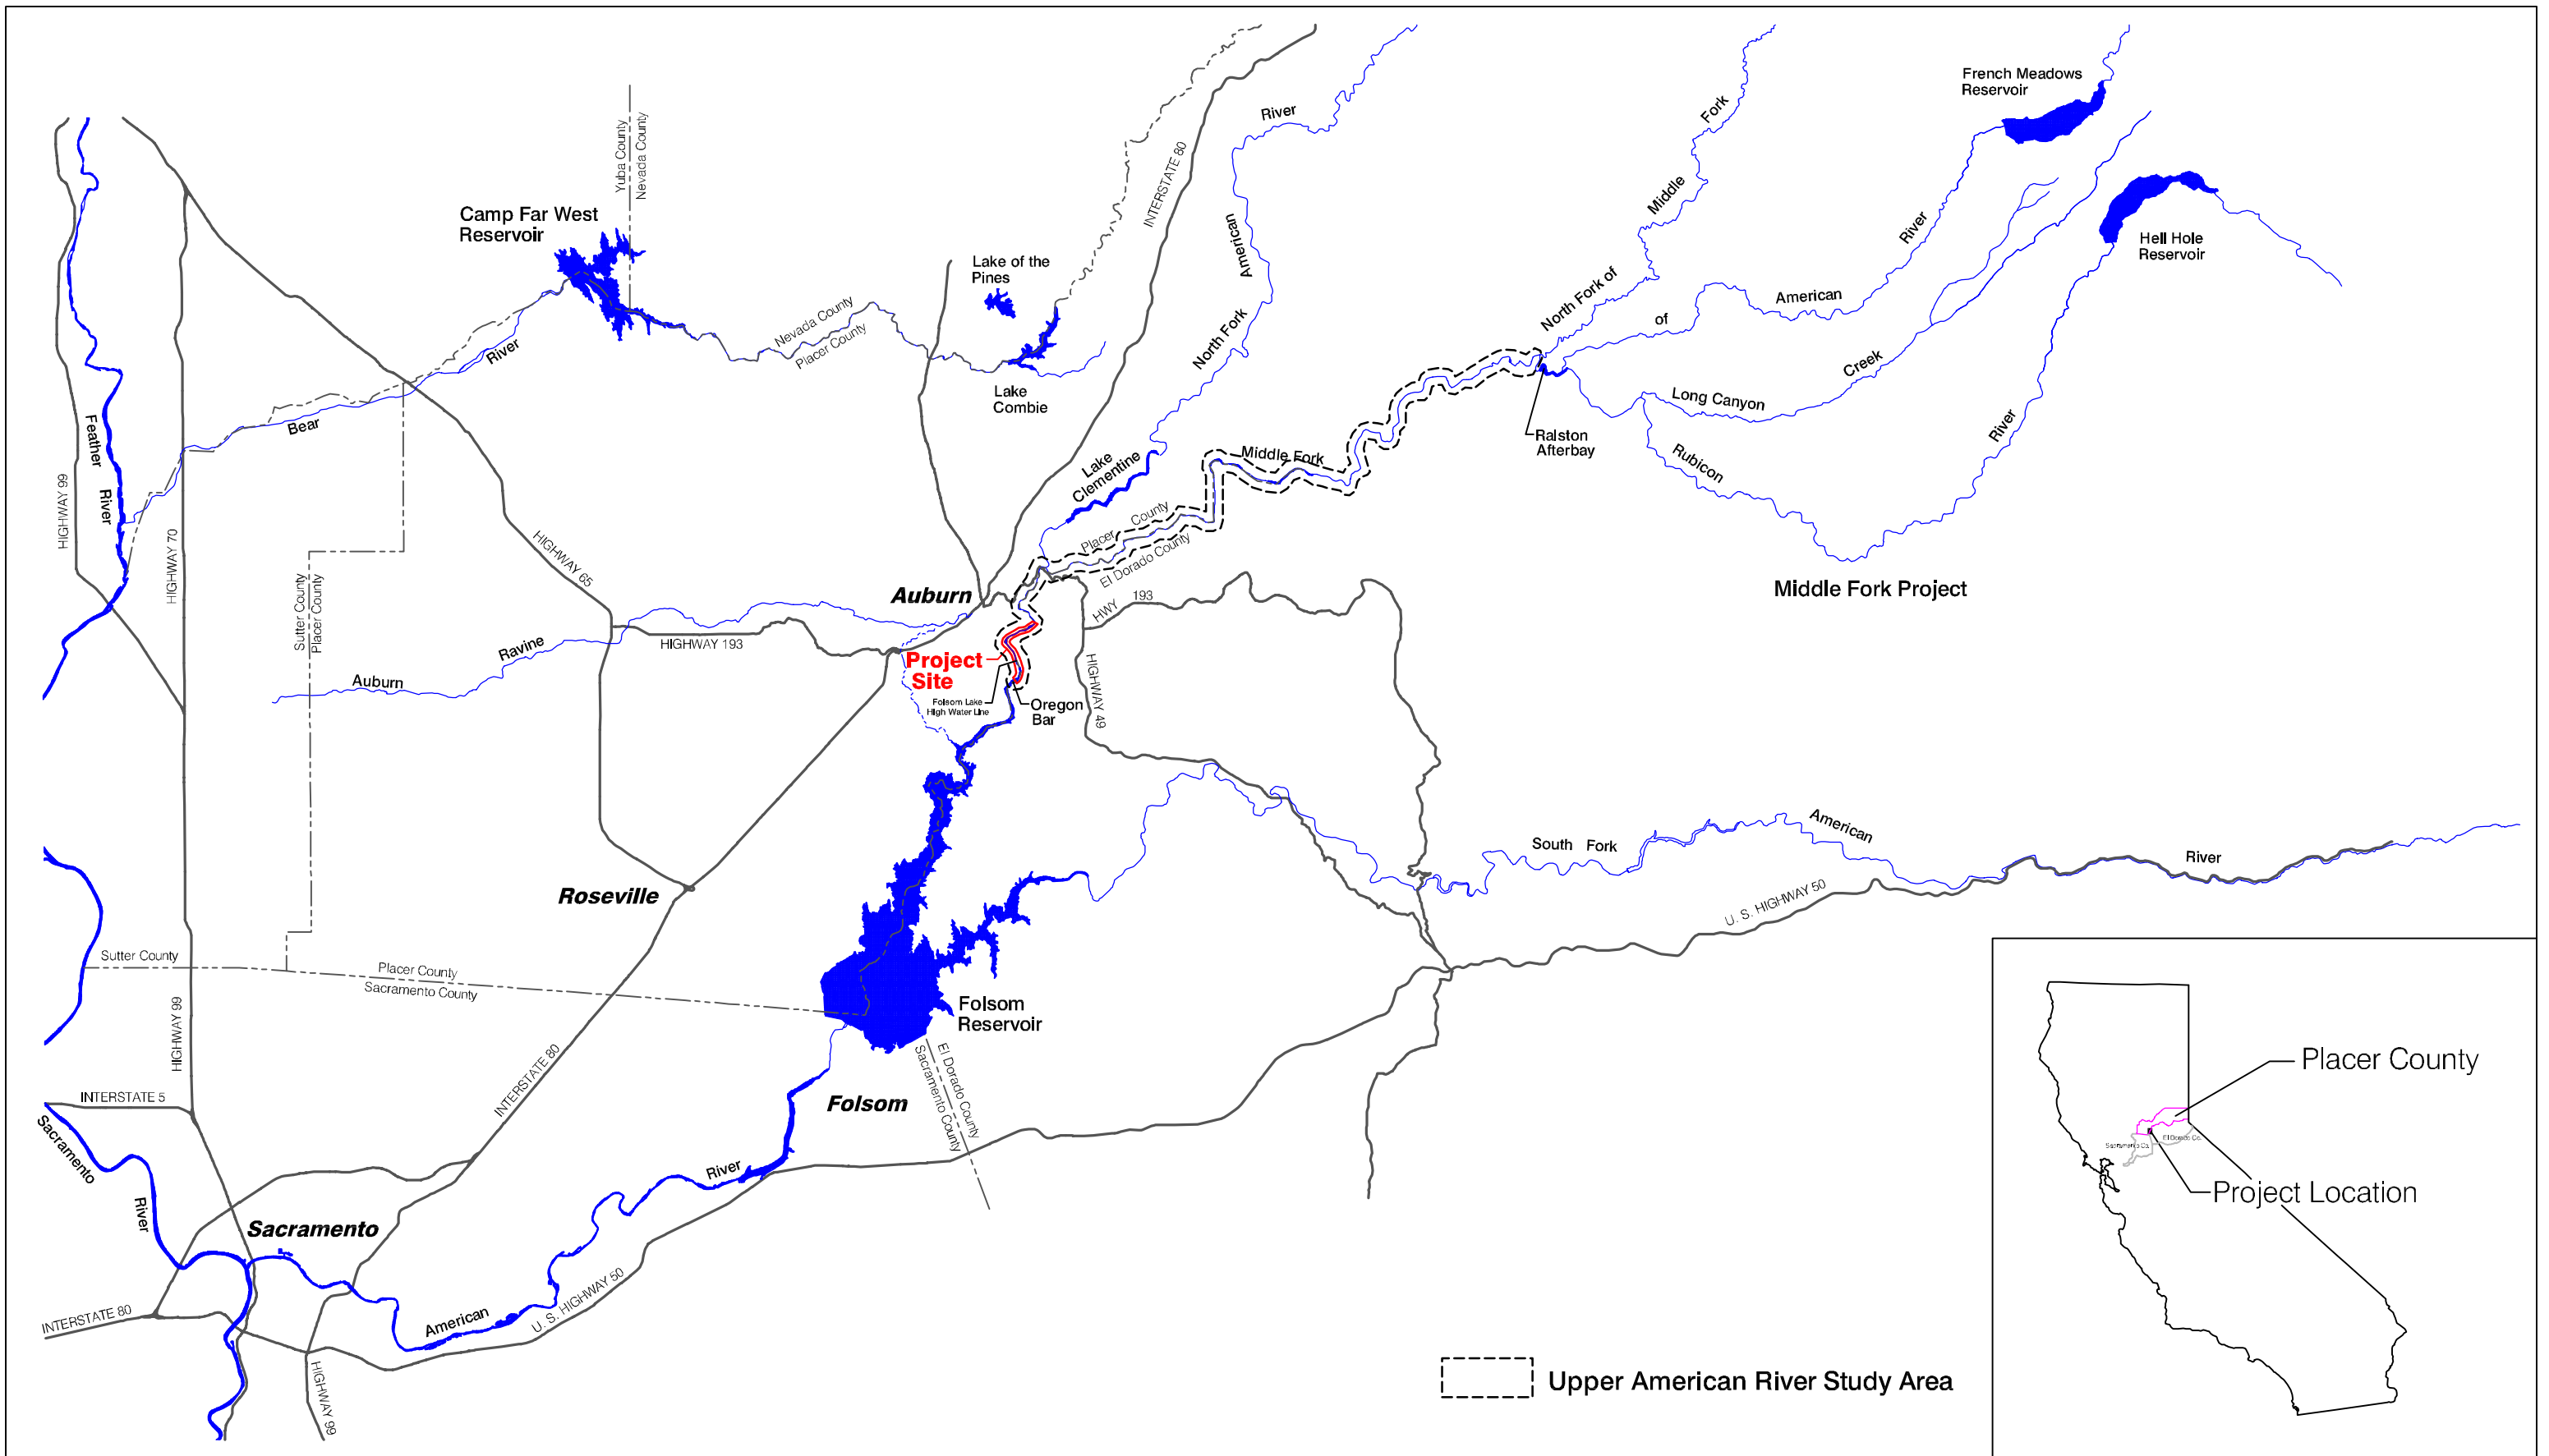 French Meadows
Reservoir
River
Fork
Yuba County
Nevada County
INTERSTATE 80
Middle
Camp Far West
Reservoir
American
River
Hell Hole
Reservoir
Lake of the
Pines
North Fork of
American
of
Nevada County
Placer County
North Fork
River
Creek
Lake
Combie
Long Canyon
Bear
Feather
River
River
HIGHWAY 99
Ralston
Afterbay
Middle Fork
Lake
Clementine
Rubicon
Placer County
El Dorado County
HIGHWAY 70
HIGHWAY 65
Sutter County
Placer County
Auburn
HWY 193
Middle Fork Project
HIGHWAY 193
Ravine
Auburn
Project
Site
Folsom Lake
High Water Line
Oregon
Bar
HIGHWAY 49
South Fork
American
River
U. S. HIGHWAY 50
Roseville
Sutter County
Placer County
Sacramento County
HIGHWAY 99
Folsom
Reservoir
INTERSTATE 80
El Dorado County
Sacramento County
INTERSTATE 5
Folsom
Sacramento
River
River
Sacramento
American
U. S. HIGHWAY 50
INTERSTATE 80
HIGHWAY 99
Placer County
Sacramento Co.
El Dorado Co.
Project Location
Upper American River Study Area